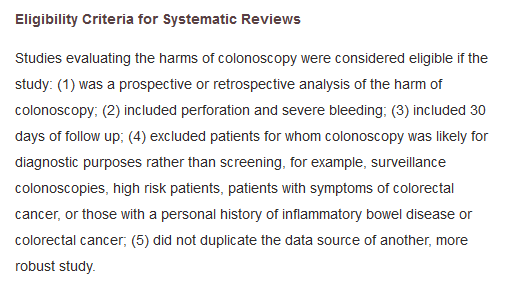 Eligibility Criteria for Systematic Reviews
Studies evaluating the harms of colonoscopy were considered eligible if the
study: (1) was a prospective or retrospective analysis of the harm of
colonoscopy; (2) included perforation and severe bleeding; (3) included 30
days of follow up; (4) excluded patients for whom colonoscopy was likely for
diagnostic purposes rather than screening, for example, surveillance
colonoscopies, high risk patients, patients with symptoms of colorectal
cancer, or those with a personal history of inflammatory bowel disease or
colorectal cancer; (5) did not duplicate the data source of another, more
robust study.